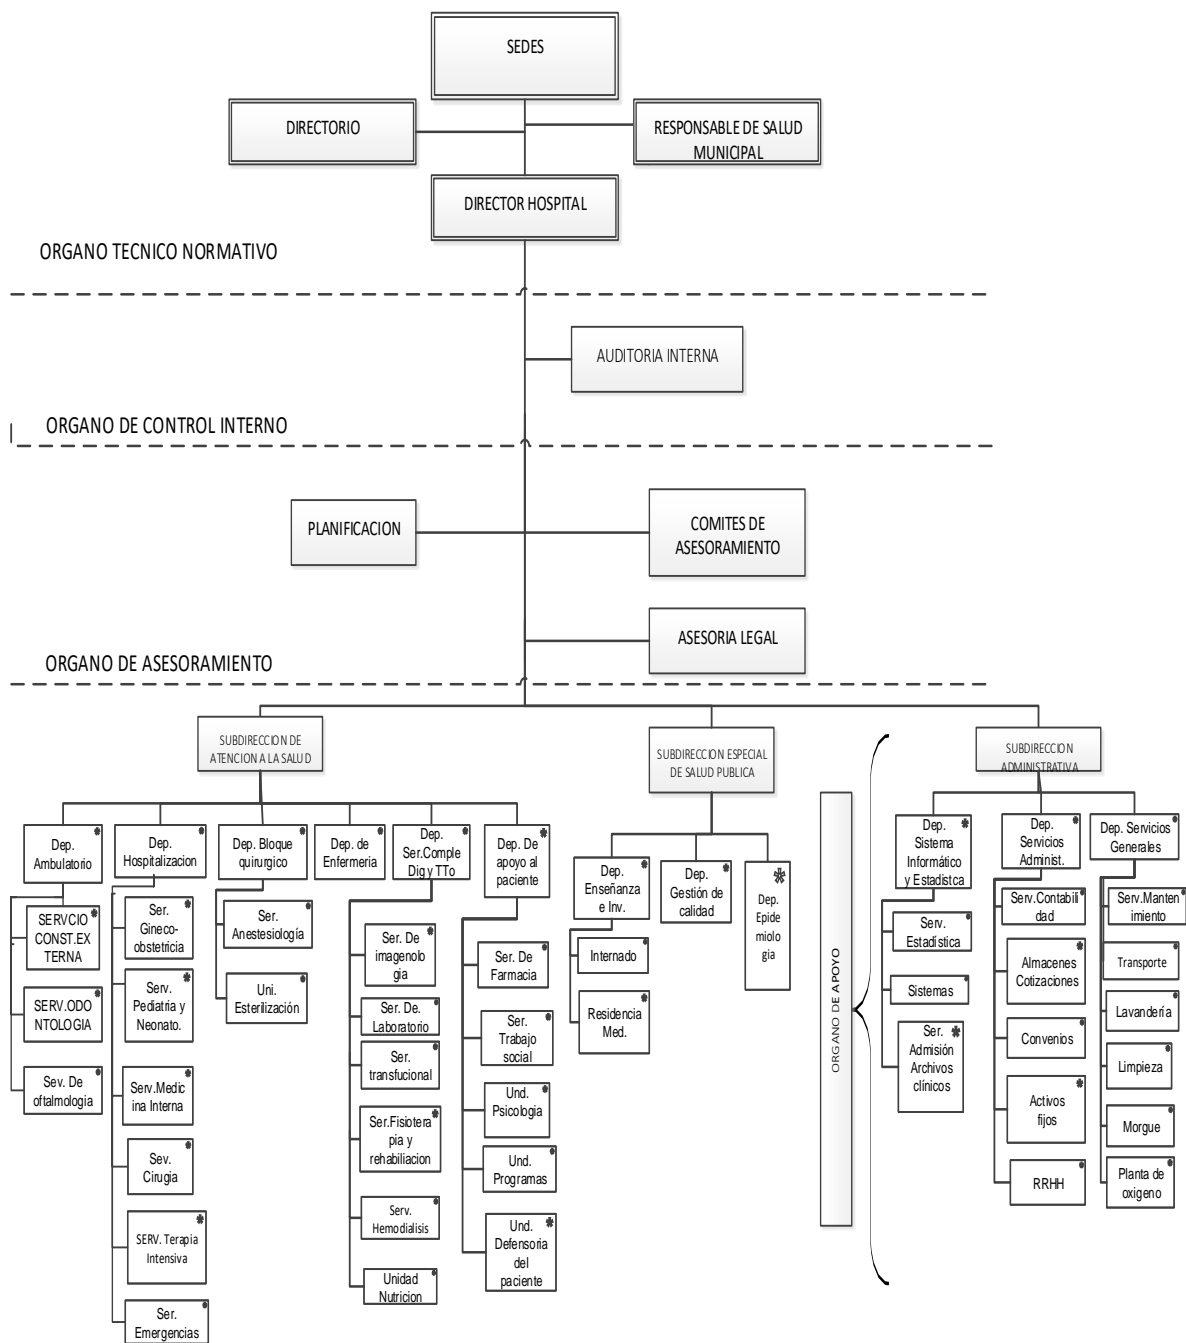 SEDES
DIRECTORIO
RESPONSABLE DE SALUD
MUNICIPAL
DIRECTOR HOSPITAL
ORGANO TECNICO NORMATIVO
AUDITORIA INTERNA
ORGANO DE CONTROL INTERNO
PLANIFICACION
COMITES DE
ASESORAMIENTO
ASESORIA LEGAL
ORGANO DE ASESORAMIENTO
SUBDIRECCION DE
ATENCION A LA SALUD
SUBDIRECCION ESPECIAL
DE SALUD PUBLICA
SUBDIRECCION
ADMINISTRATIVA
Dep.
Ambulatorio
SERVCIO
CONST.EX
TERNA
SERV.ODO
NTOLOGIA
Sev. De
oftalmologia
Dep.
Hospitalizacion
Ser.
Gineco-
obstetricia
Serv.
Pediatria y
Neonato.
Serv.Medic
ina Interna
Sev.
Cirugia
SERV. Terapia
Intensiva
Ser.
Emergencias
Dep. Bloque
quirurgico
Ser.
Anestesiología
Uni.
Esterilización
Dep. de
Enfermeria
Dep.
Ser.Comple
Dig y TTo
Ser. De
imagenolo
gia
Ser. De.
Laboratorio
Ser.
transfucional
Ser.Fisiotera
pia y
rehabiliacion
Serv.
Hemodialisis
Unidad
Nutricion
Dep. De
apoyo al
paciente
Ser. De
Farmacia
Ser.
Trabajo
social
Und.
Psicologia
Und.
Programas
Und.
Defensoria
del
paciente
Dep.
Enseñanza
e Inv.
Internado
Residencia
Med.
Dep.
Gestión de
calidad
Dep.
Epide
miolo
gia
ORGANO DE APOYO
Dep.
Sistema
Informático
y Estadistca
Serv.
Estadística
Sistemas
Ser.
Admisión
Archivos
clínicos
Dep.
Servicios
Administ.
Serv.Contabili
dad
Almacenes
Cotizaciones
Convenios
Activos
fijos
RRHH
Dep. Servicios
Generales
Serv.Manten
imiento
Transporte
Lavandería
Limpieza
Morgue
Planta de
oxigeno